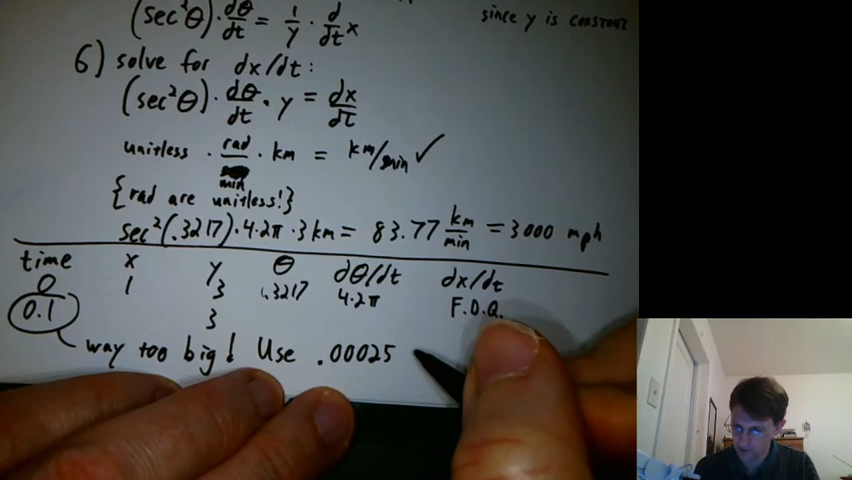 (sec²θ)·dθ/dt = 1/y · d/dt x
since y is constant
6) solve for dx/dt:
(sec²θ)·dθ/dt · y = dx/dt
unitless · rad/min · km = km/min ✓
{rad are unitless!}
sec²(.3217)·4·2π·3 km = 83.77 km/min = 3000 mph
time x y θ dθ/dt dx/dt
0 1 3 .3217 4·2π F.D.Q.
0.1 3
way too big! Use .00025